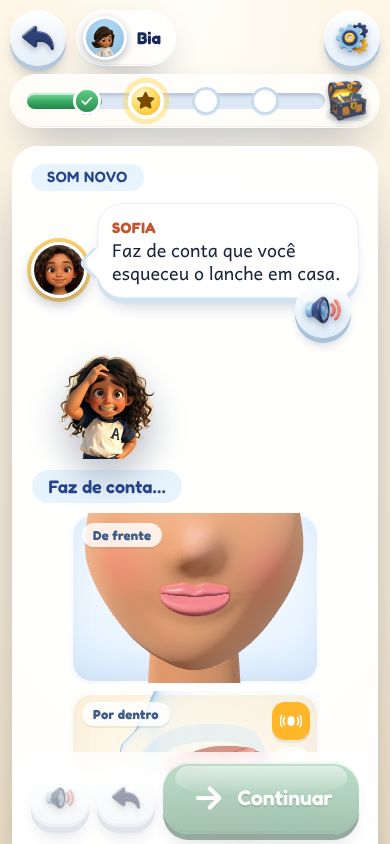 Bia
SOM NOVO
SOFIA
Faz de conta que você
esqueceu o lanche em casa.
A
Faz de conta...
De frente
Por dentro
Continuar